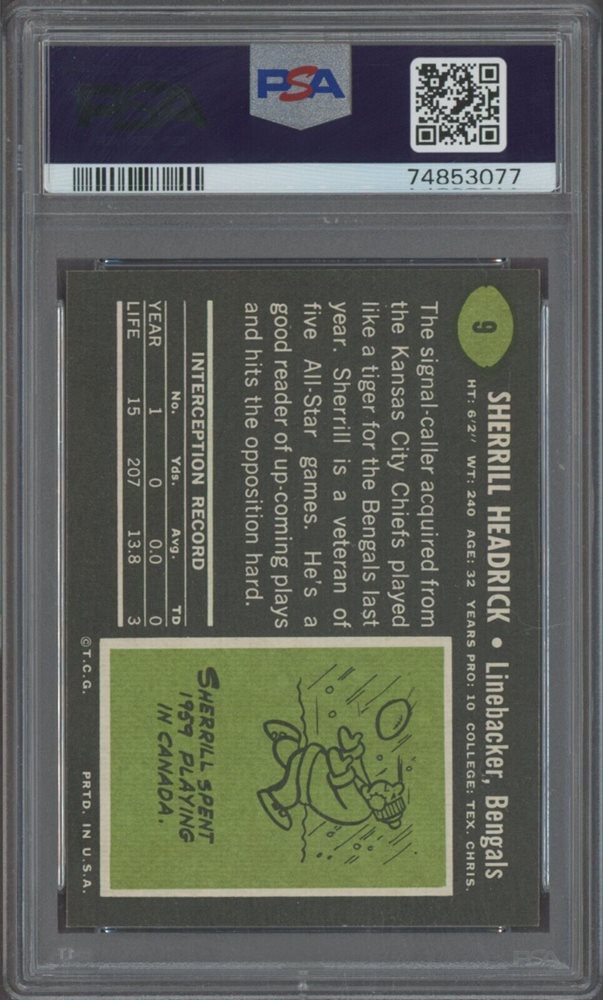 PSA
PSA
74853077
9
SHERRILL HEADRICK • Linebacker, Bengals
HT: 6'2" WT: 240 AGE: 32 YEARS PRO: 10 COLLEGE: TEX. CHRIS.
The signal-caller acquired from
the Kansas City Chiefs played
like a tiger for the Bengals last
year. Sherrill is a veteran of
five All-Star games. He's a
good reader of up-coming plays
and hits the opposition hard.
INTERCEPTION RECORD
No. Yds. Avg. TD
YEAR 1 0 0.0 0
LIFE 15 207 13.8 3
SHERRILL SPENT
1959 PLAYING
IN CANADA.
©T.C.G. PRTD. IN U.S.A.
PSA